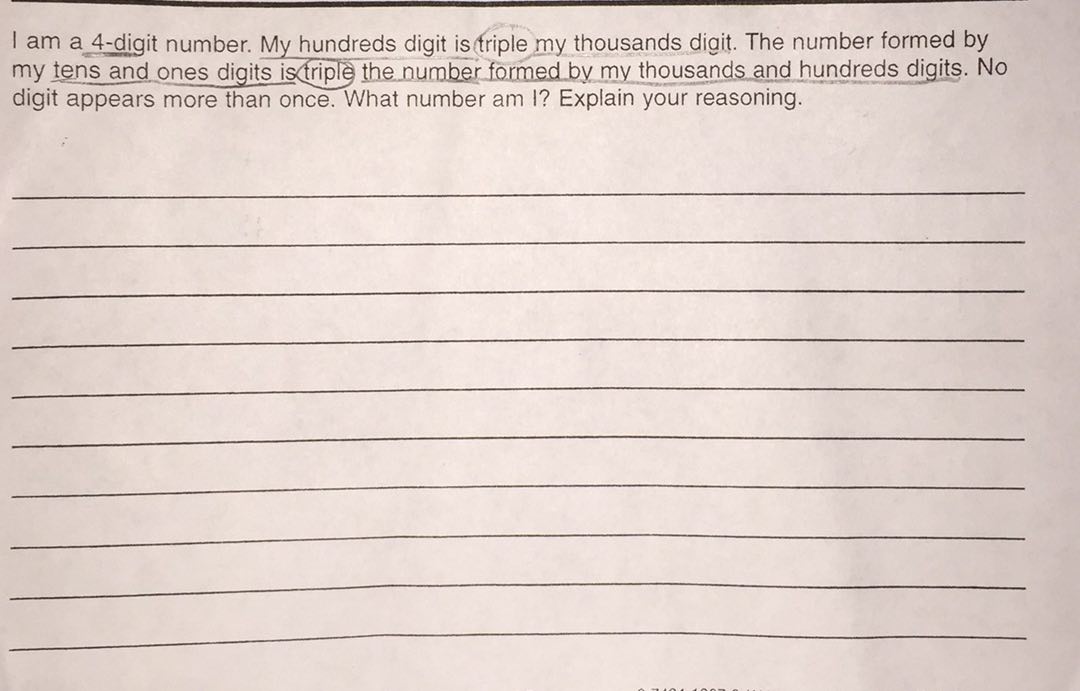 I am a 4-digit number. My hundreds digit is triple my thousands digit. The number formed by
my tens and ones digits is triple the number formed by my thousands and hundreds digits. No
digit appears more than once. What number am I? Explain your reasoning.